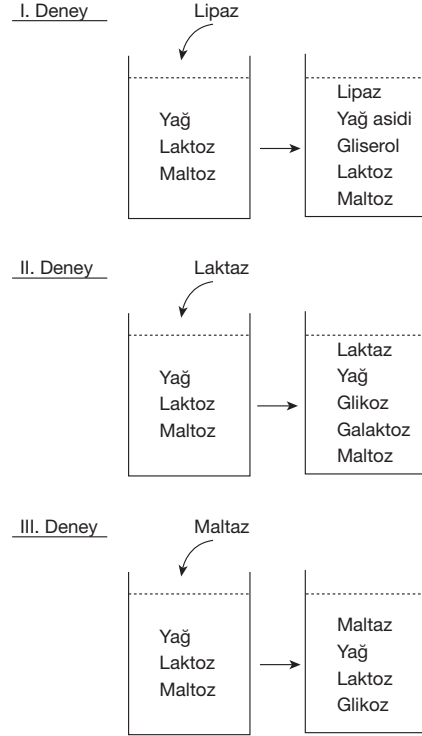 I. Deney
Lipaz
Yağ
Laktoz
Maltoz
Lipaz
Yağ asidi
Gliserol
Laktoz
Maltoz
II. Deney
Laktaz
Yağ
Laktoz
Maltoz
Laktaz
Yağ
Glikoz
Galaktoz
Maltoz
III. Deney
Maltaz
Yağ
Laktoz
Maltoz
Maltaz
Yağ
Laktoz
Glikoz